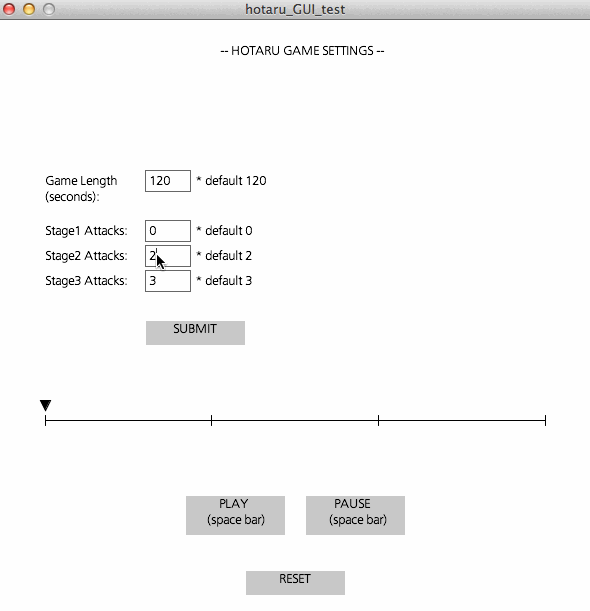 hotaru_GUI_test
-- HOTARU GAME SETTINGS --
Game Length 120 * default 120
(seconds):
Stage1 Attacks: 0 * default 0
Stage2 Attacks: 2 * default 2
Stage3 Attacks: 3 * default 3
SUBMIT
PLAY PAUSE
(space bar) (space bar)
RESET